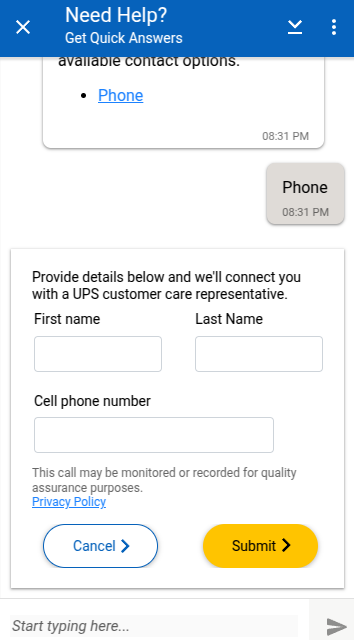 Need Help?
Get Quick Answers
available contact options.
• Phone
08:31 PM
Phone
08:31 PM
Provide details below and we'll connect you
with a UPS customer care representative.
First name Last Name
Cell phone number
This call may be monitored or recorded for quality
assurance purposes.
Privacy Policy
Cancel Submit
Start typing here...